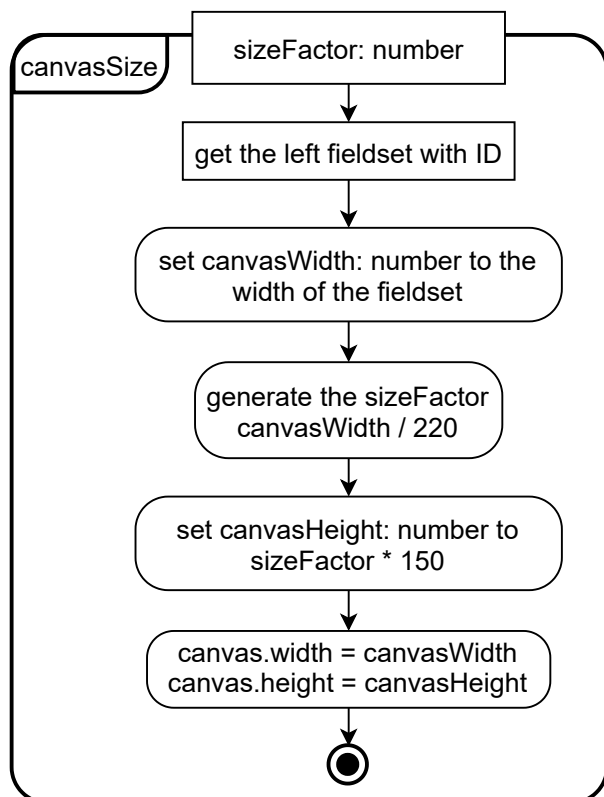 sizeFactor: number
canvasSize
get the left fieldset with ID
set canvasWidth: number to the
width of the fieldset
generate the sizeFactor
canvasWidth / 220
set canvasHeight: number to
sizeFactor * 150
canvas.width = canvasWidth
canvas.height = canvasHeight